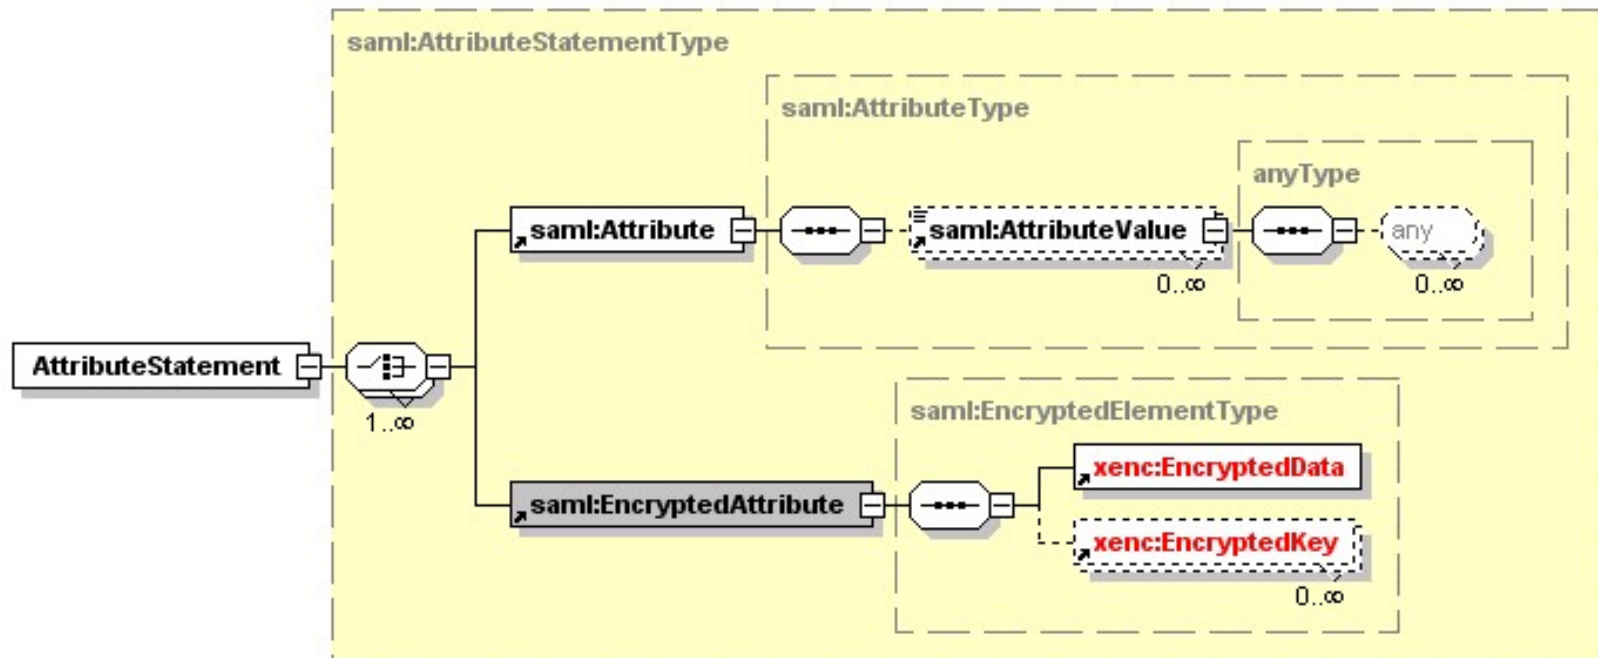 saml:AttributeStatementType
saml:AttributeType
anyType
saml:Attribute
saml:AttributeValue
any
0..∞
0..∞
AttributeStatement
1..∞
saml:EncryptedElementType
xenc:EncryptedData
saml:EncryptedAttribute
xenc:EncryptedKey
0..∞